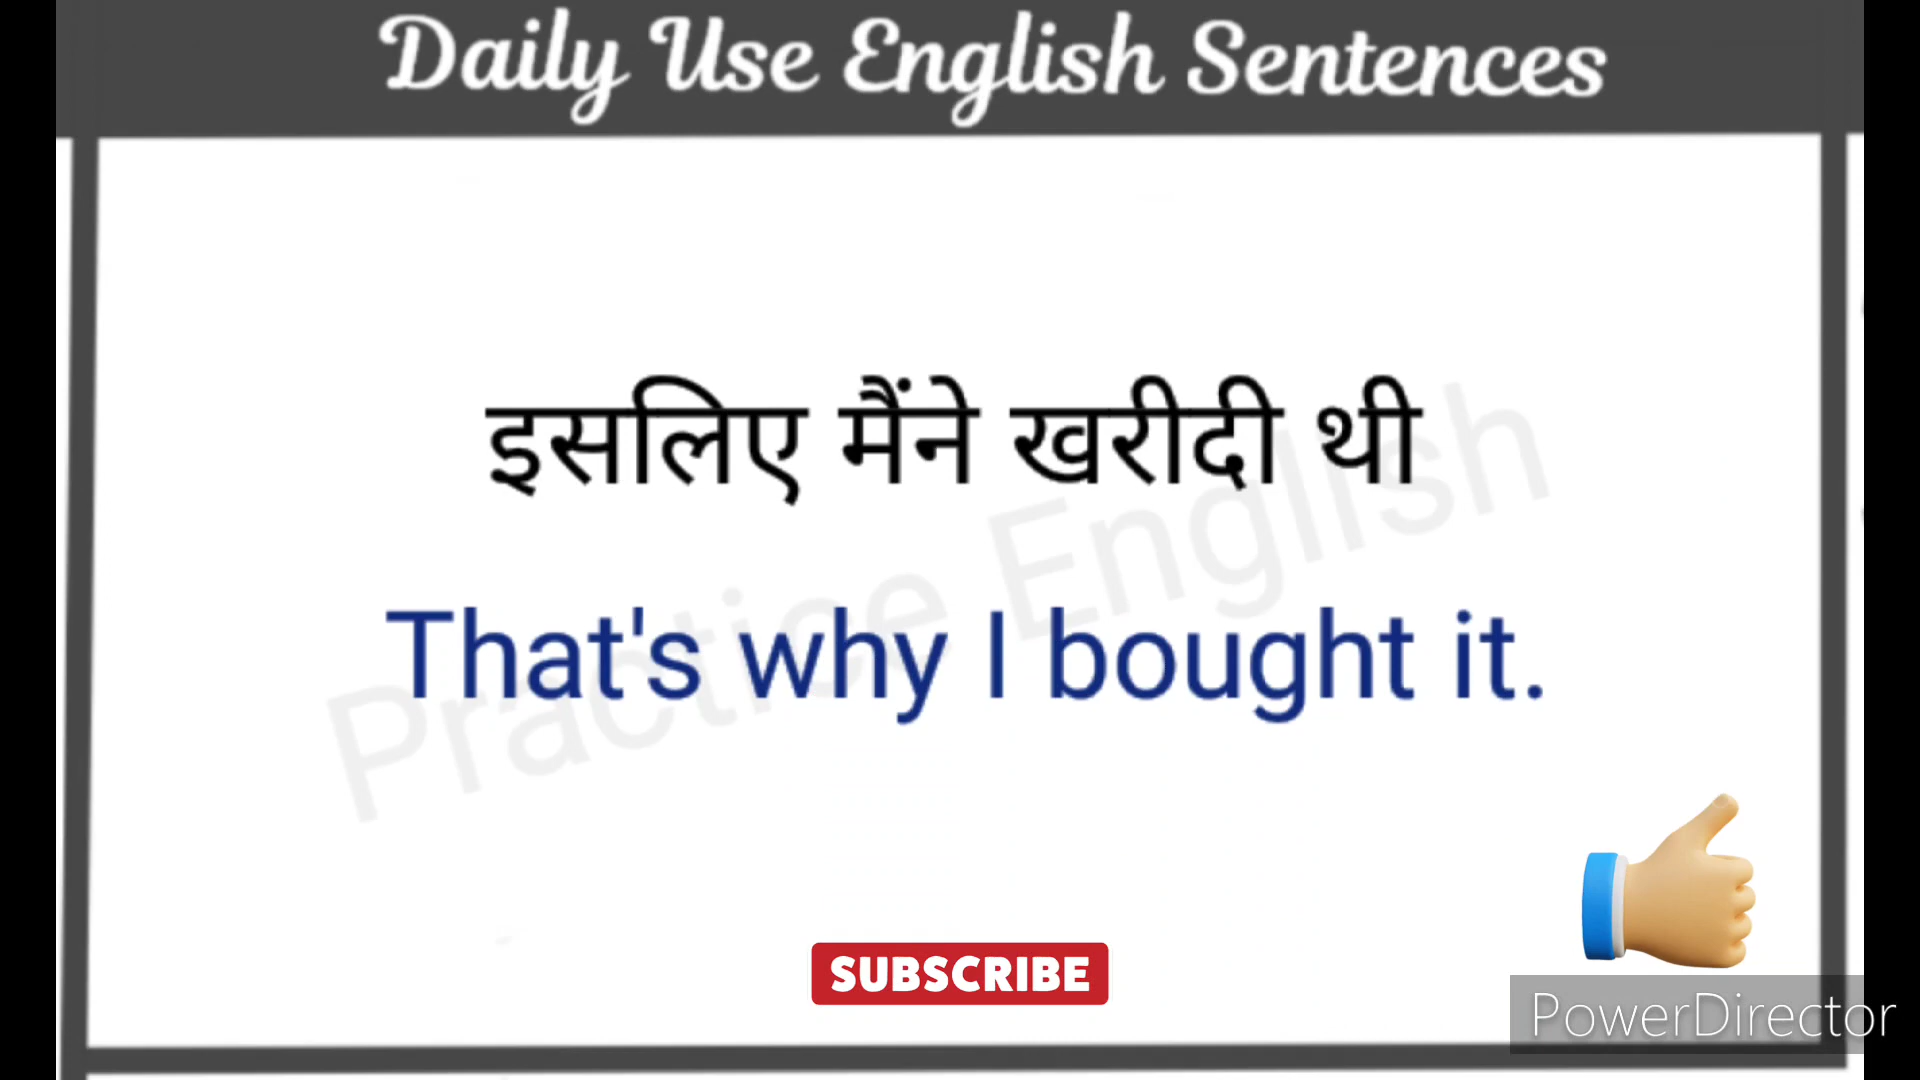 Daily Use English Sentences
इसलिए मैंने खरीदी थी
That's why I bought it.
Practice English
SUBSCRIBE
PowerDirector